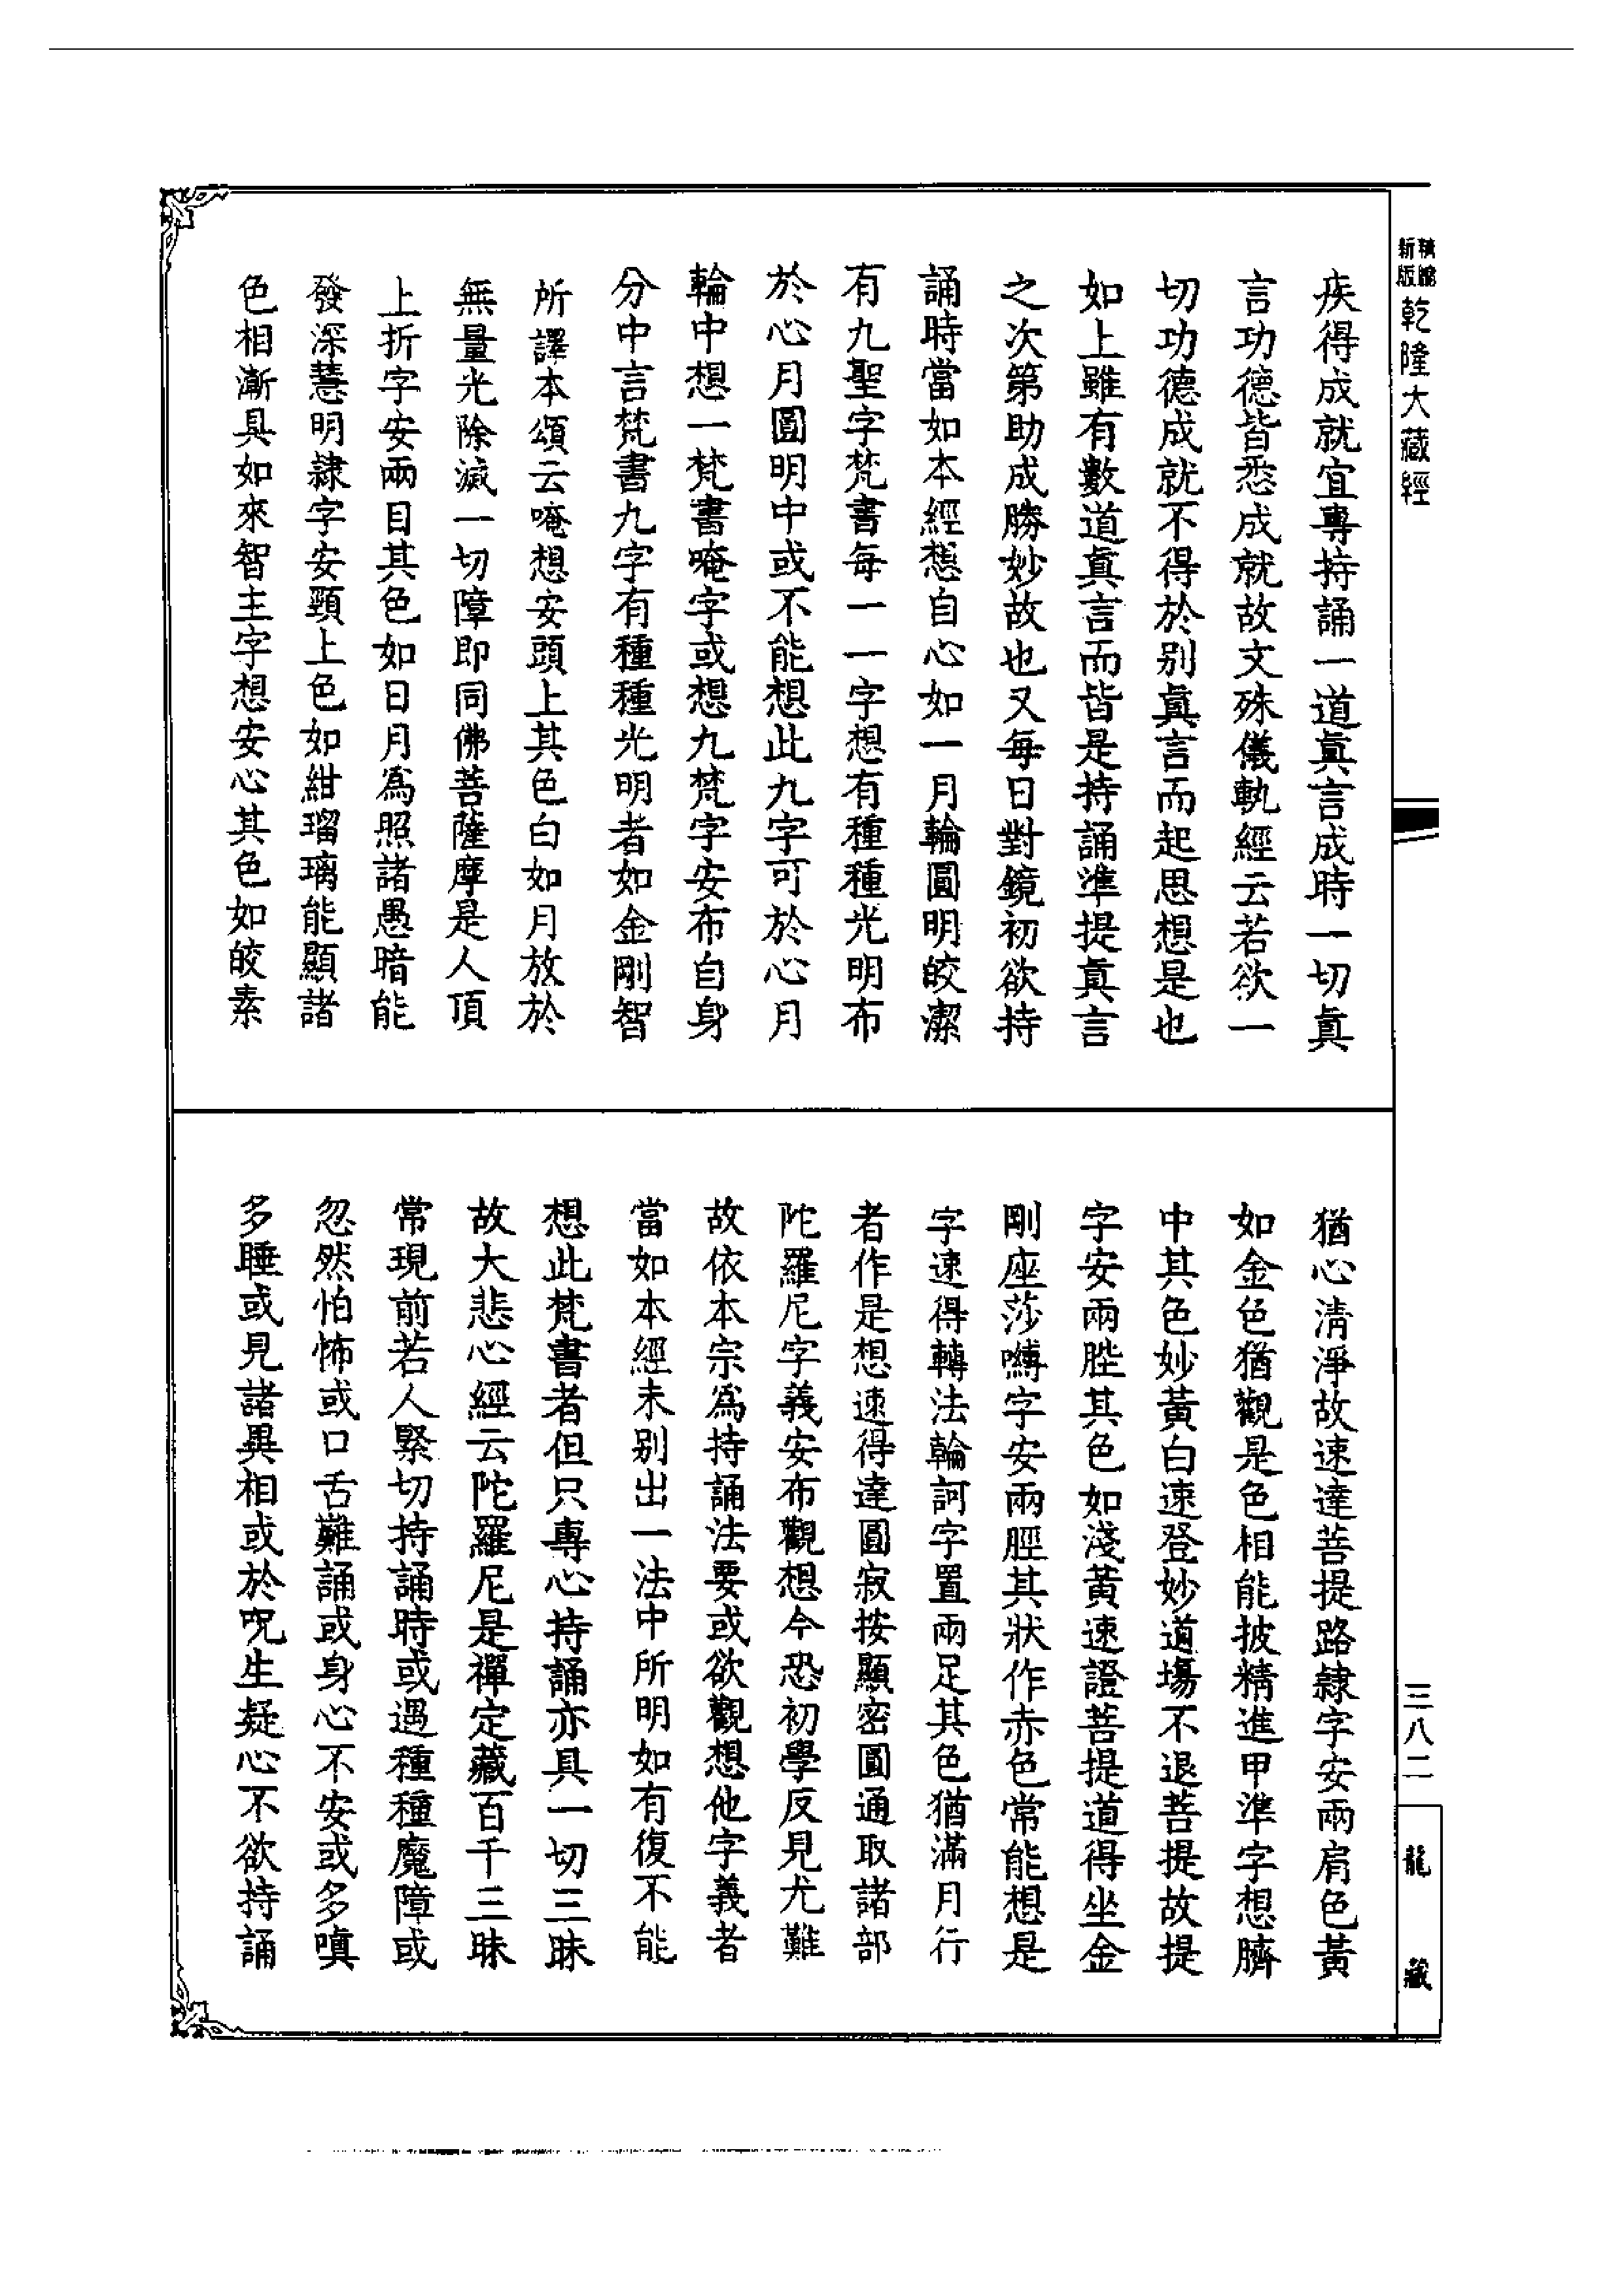 新編縮版 乾隆大藏經
疾得成就宜專持誦一道眞言成時一切眞
言功德皆悉成就故文殊儀軌經云若欲一
切功德成就不得於别眞言而起思想是也
如上雖有數道眞言而皆是持誦準提眞言
之次第助成勝妙故也又每日對鏡初欲持
誦時當如本經想自心如一月輪圓明皎潔
有九聖字梵書每一一字想有種種光明布
於心月圓明中或不能想此九字可於心月
輪中想一梵書唵字或想九梵字安布自身
分中言梵書九字有種種光明者如金剛智
所譯本頌云唵想安頭上其色白如月放於
無量光除滅一切障即同佛菩薩摩是人頂
上折字安兩目其色如日月爲照諸愚暗能
發深慧明隸字安頸上色如紺瑠璃能顯諸
色相漸具如來智主字想安心其色如皎素
猶心淸淨故速達菩提路隸字安兩肩色黃
如金色猶觀是色相能披精進甲準字想臍
中其色妙黃白速登妙道場不退菩提故提
字安兩䏶其色如淺黃速證菩提道得坐金
剛座莎嚩字安兩脛其狀作赤色常能想是
字速得轉法輪訶字置兩足其色猶滿月行
者作是想速得達圓寂按顯密圓通取諸部
陀羅尼字義安布觀想今恐初學反見尤難
故依本宗爲持誦法要或欲觀想他字義者
當如本經未别出一法中所明如有復不能
想此梵書者但只專心持誦亦具一切三昧
故大悲心經云陀羅尼是禪定藏百千三昧
常現前若人緊切持誦時或遇種種魔障或
忽然怕怖或口舌難誦或身心不安或多嗔
多睡或見諸異相或於呪生疑心不欲持誦
三八二
龍藏